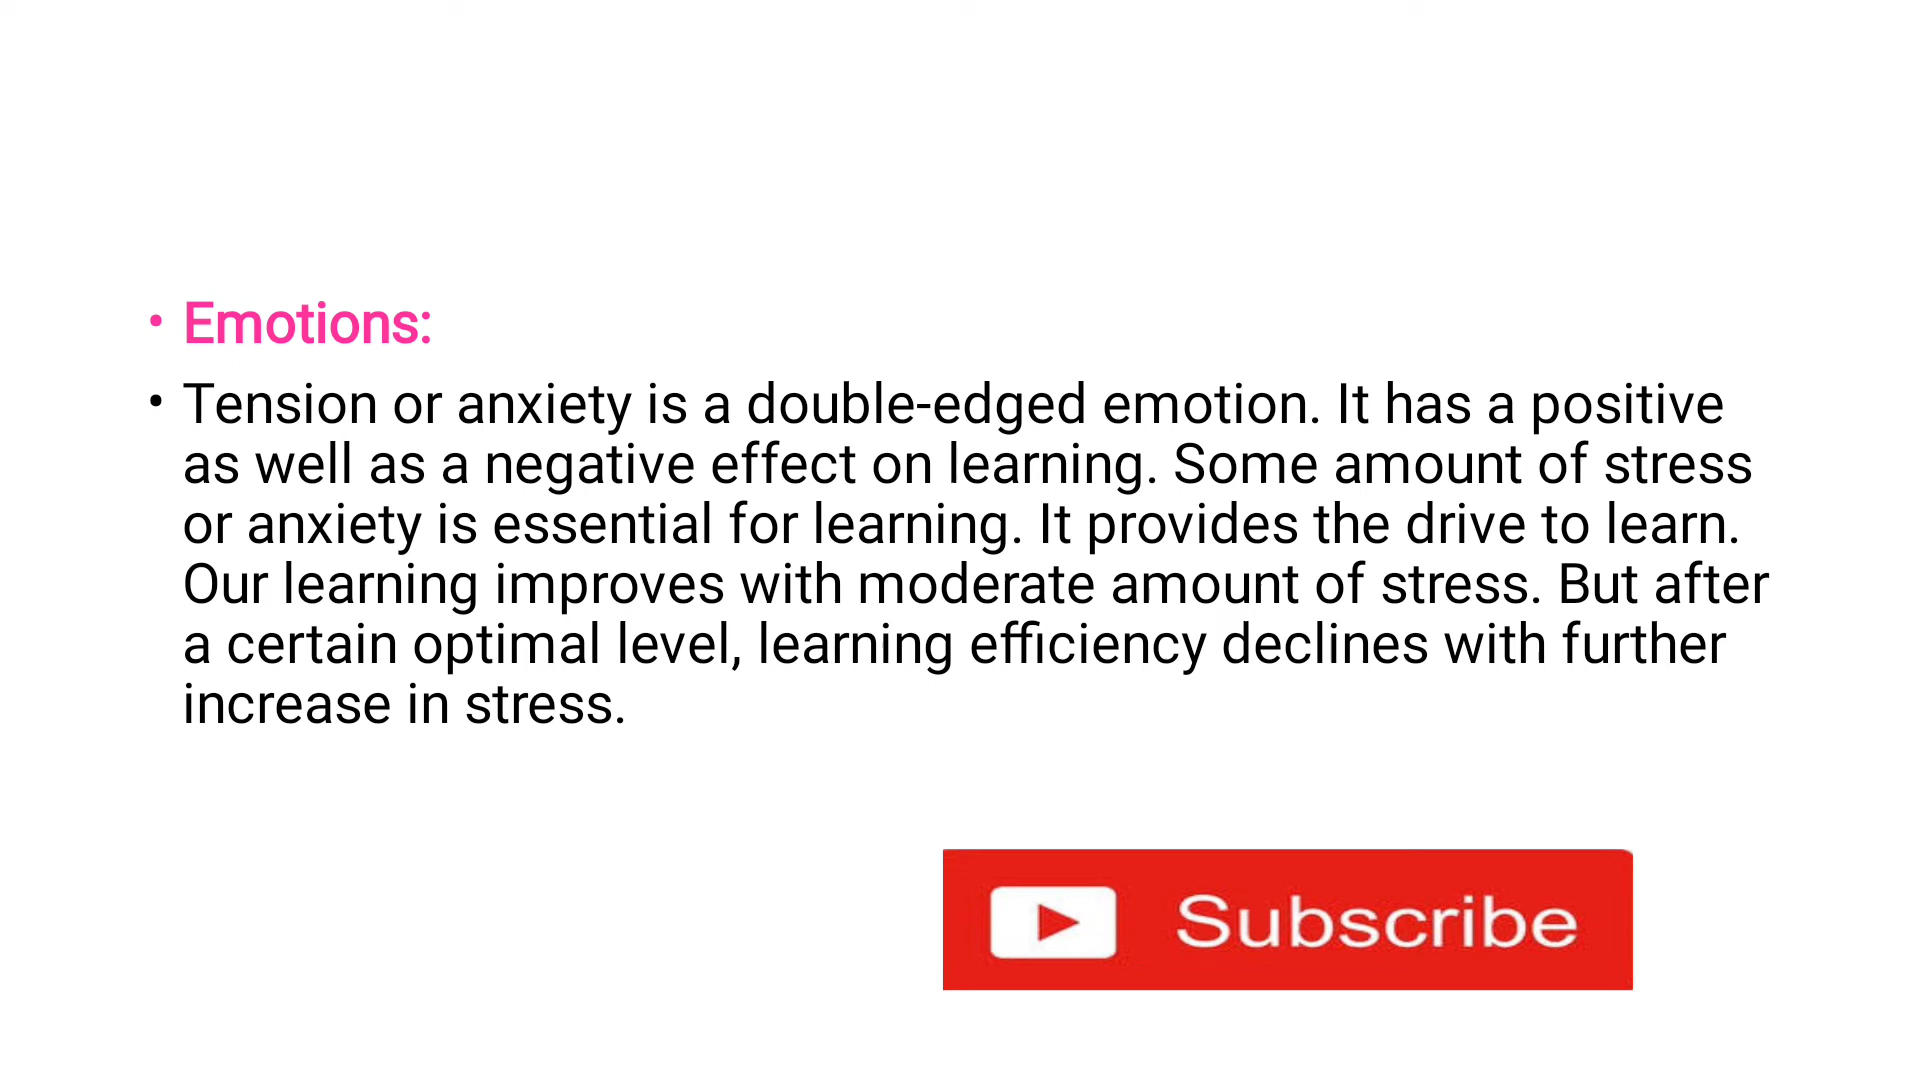 • Emotions:
• Tension or anxiety is a double-edged emotion. It has a positive
as well as a negative effect on learning. Some amount of stress
or anxiety is essential for learning. It provides the drive to learn.
Our learning improves with moderate amount of stress. But after
a certain optimal level, learning efficiency declines with further
increase in stress.
Subscribe